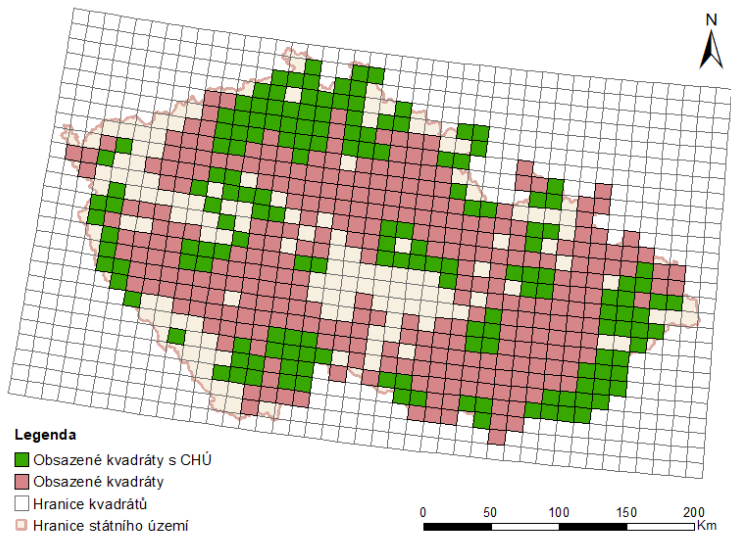 N
Legenda
Obsazené kvadráty s CHÚ
Obsazené kvadráty
Hranice kvadrátů
Hranice státního území
0 50 100 150 200
Km